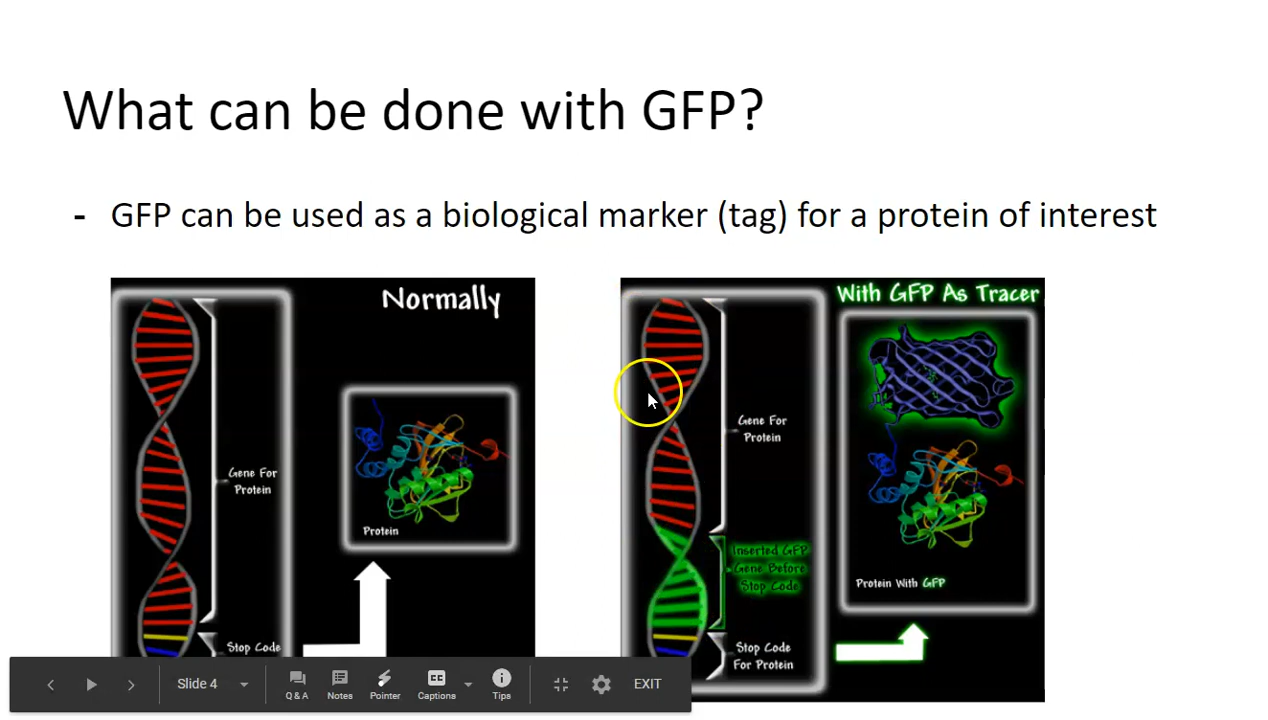 What can be done with GFP?
- GFP can be used as a biological marker (tag) for a protein of interest
Normally
Gene For
Protein
Protein
Stop Code
With GFP As Tracer
Gene For
Protein
Inserted GFP
Gene Before
Stop Code
Protein With GFP
Stop Code
For Protein
Slide 4
Q & A
Notes
Pointer
Captions
Tips
EXIT